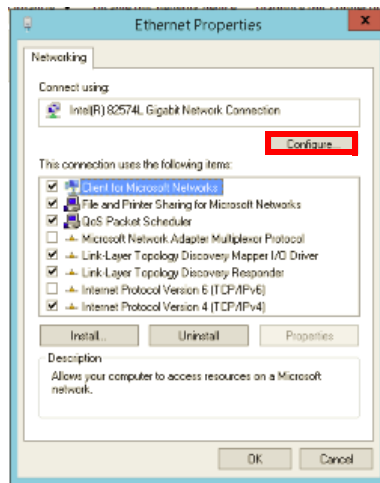 Ethernet Properties
x
Networking
Connect using:
Intel(R) 82574L Gigabit Network Connection
Configure...
This connection uses the following items:
Client for Microsoft Networks
File and Printer Sharing for Microsoft Networks
QoS Packet Scheduler
Microsoft Network Adapter Multiplexor Protocol
Link-Layer Topology Discovery Mapper I/O Driver
Link-Layer Topology Discovery Responder
Internet Protocol Version 6 (TCP/IPv6)
Internet Protocol Version 4 (TCP/IPv4)
Install...
Uninstall
Properties
Description
Allows your computer to access resources on a Microsoft
network.
OK
Cancel